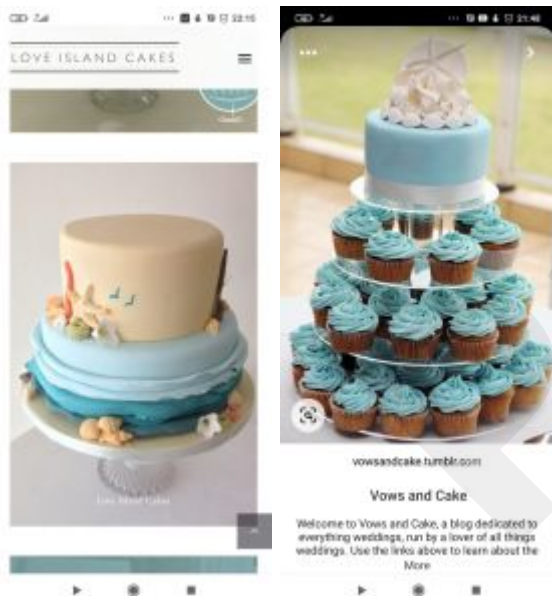 22:15
LOVE ISLAND CAKES
Love Island Cakes
21:48
vowsandcake.tumblr.com
Vows and Cake
Welcome to Vows and Cake, a blog dedicated to
everything weddings, run by a lover of all things
weddings. Use the links above to learn about the
More